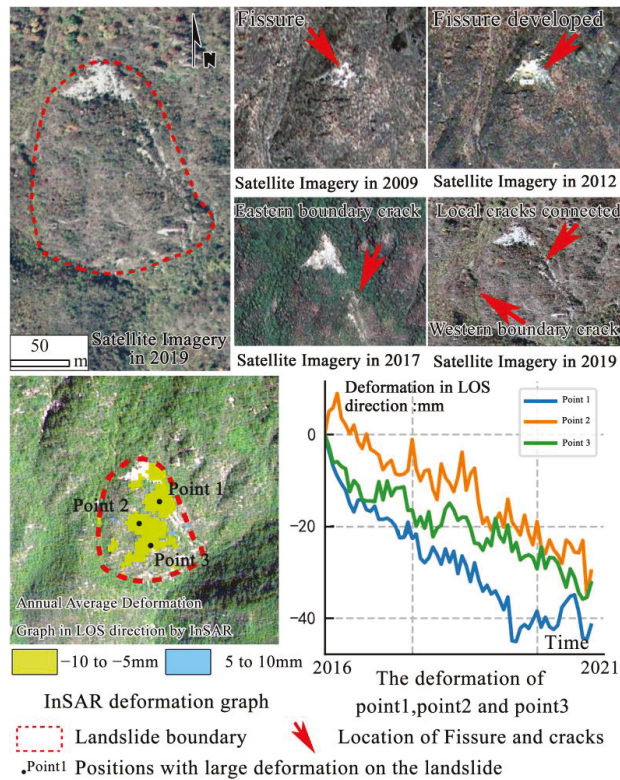 N
Satellite Imagery
in 2019
50
m
Fissure
Satellite Imagery in 2009
Fissure developed
Satellite Imagery in 2012
Eastern boundary crack
Satellite Imagery in 2017
Local cracks connected
Western boundary crack
Satellite Imagery in 2019
Point 1
Point 2
Point 3
Annual Average Deformation
Graph in LOS direction by InSAR
−10 to −5mm
5 to 10mm
InSAR deformation graph
Deformation in LOS
direction :mm
Point 1
Point 2
Point 3
0
−20
−40
Time
2016
2021
The deformation of
point1,point2 and point3
Landslide boundary
Location of Fissure and cracks
Point1
Positions with large deformation on the landslide